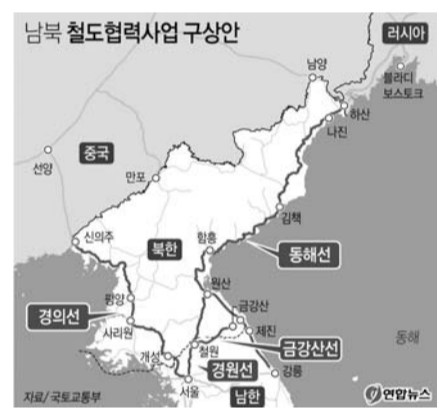 남북 철도협력사업 구상안
러시아
남양
블라디
보스토크
하산
나진
중국
선양
만포
김책
신의주
북한
함흥
동해선
원산
평양
금강산
경의선
사리원
제진
동해
개성
철원
금강산선
경원선
서울
강릉
남한
자료/ 국토교통부
연합뉴스